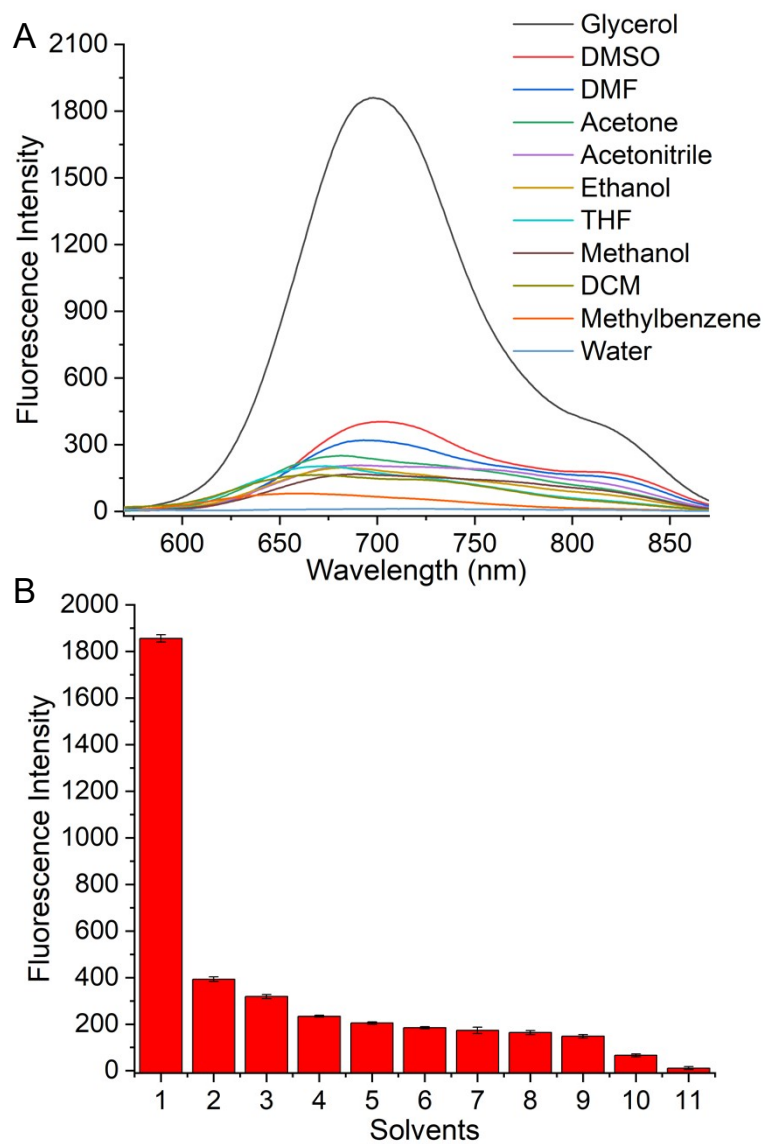 A
Fluorescence Intensity
2100
1800
1500
1200
900
600
300
0
Glycerol
DMSO
DMF
Acetone
Acetonitrile
Ethanol
THF
Methanol
DCM
Methylbenzene
Water
600 650 700 750 800 850
Wavelength (nm)
B
Fluorescence Intensity
2000
1800
1600
1400
1200
1000
800
600
400
200
0
1 2 3 4 5 6 7 8 9 10 11
Solvents